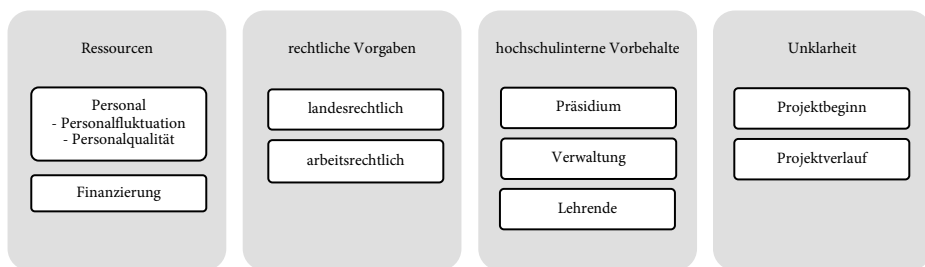 Ressourcen
Personal
- Personalfluktuation
- Personalqualität
Finanzierung
rechtliche Vorgaben
landesrechtlich
arbeitsrechtlich
hochschulinterne Vorbehalte
Präsidium
Verwaltung
Lehrende
Unklarheit
Projektbeginn
Projektverlauf